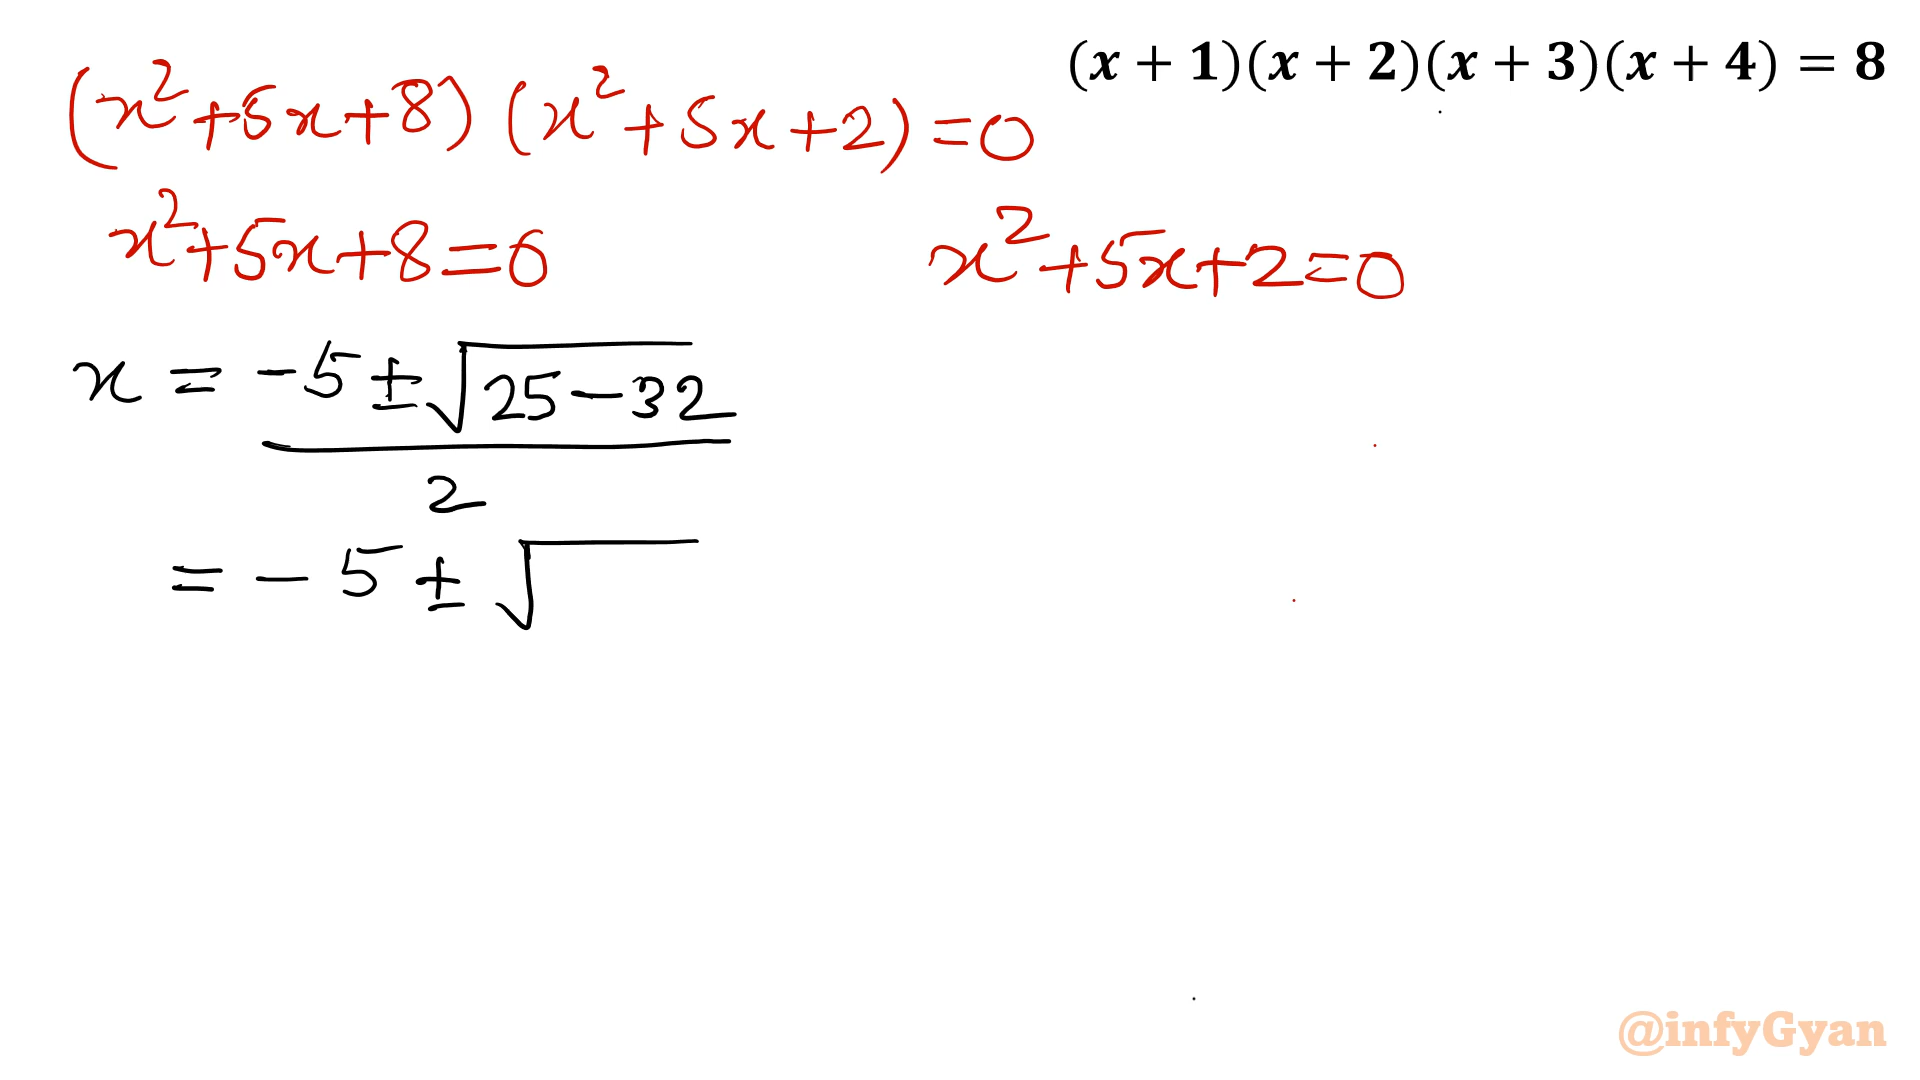 (x + 1)(x + 2)(x + 3)(x + 4) = 8
(x²+5x+8) (x²+5x+2) = 0
x²+5x+8=0 x²+5x+2=0
x = -5±√25-32
2
= -5±√
@infyGyan